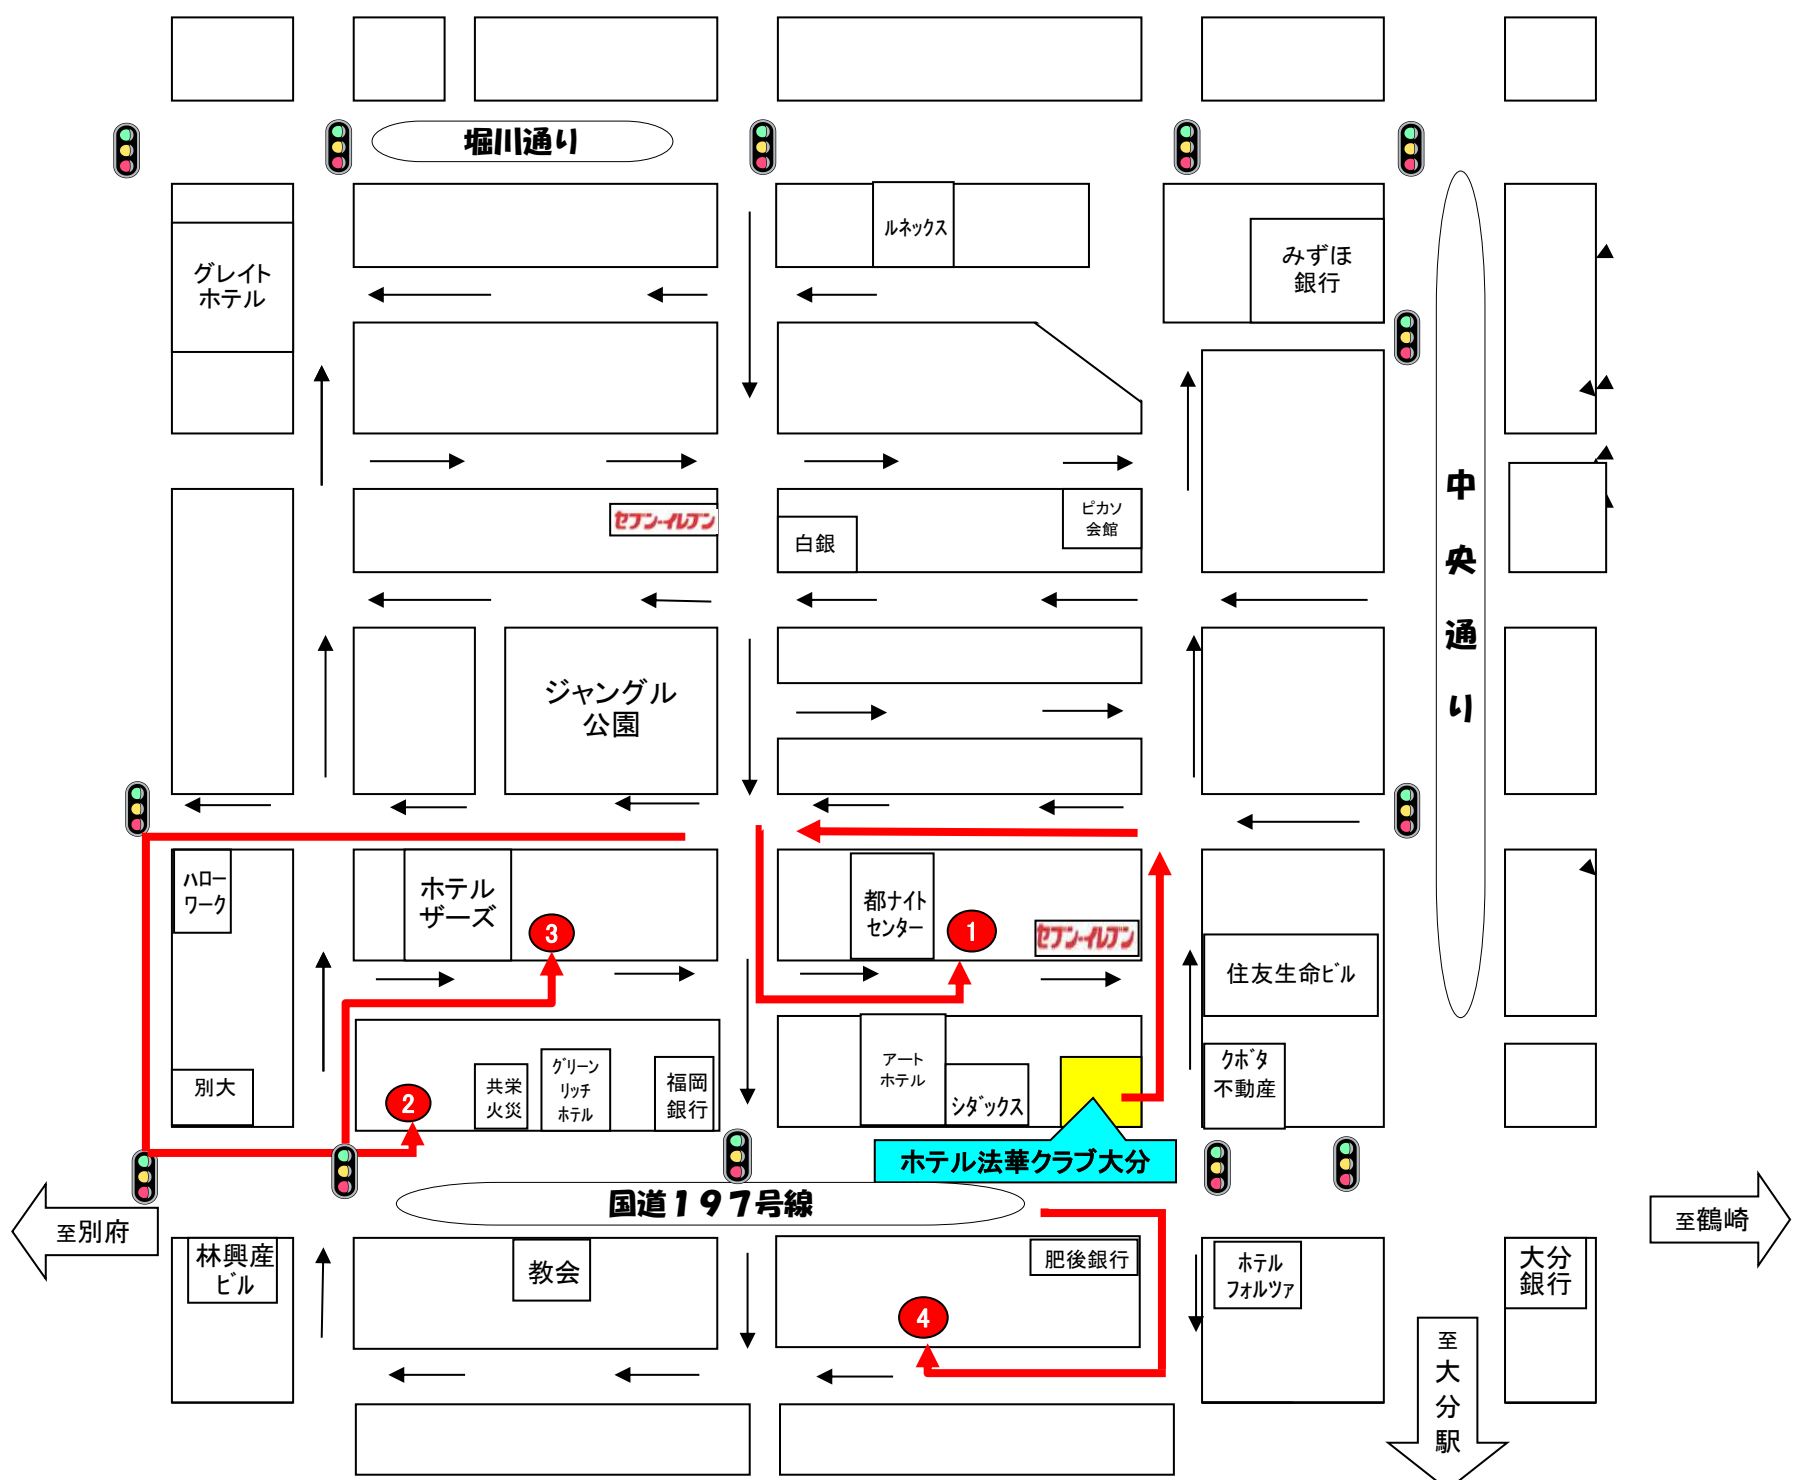 堀川通り
ルネックス
みずほ
銀行
グレイト
ホテル
中
央
通
り
セブン-イレブン
白銀
ピカソ
会館
ジャングル
公園
ハロー
ワーク
ホテル
ザーズ
3
都ナイト
センター
1
セブン-イレブン
住友生命ビル
別大
2
共栄
火災
グリーン
リッチ
ホテル
福岡
銀行
アート
ホテル
シダックス
クボタ
不動産
ホテル法華クラブ大分
国道197号線
至別府
至鶴崎
林興産
ビル
教会
肥後銀行
4
ホテル
フォルツァ
大分
銀行
至
大
分
駅